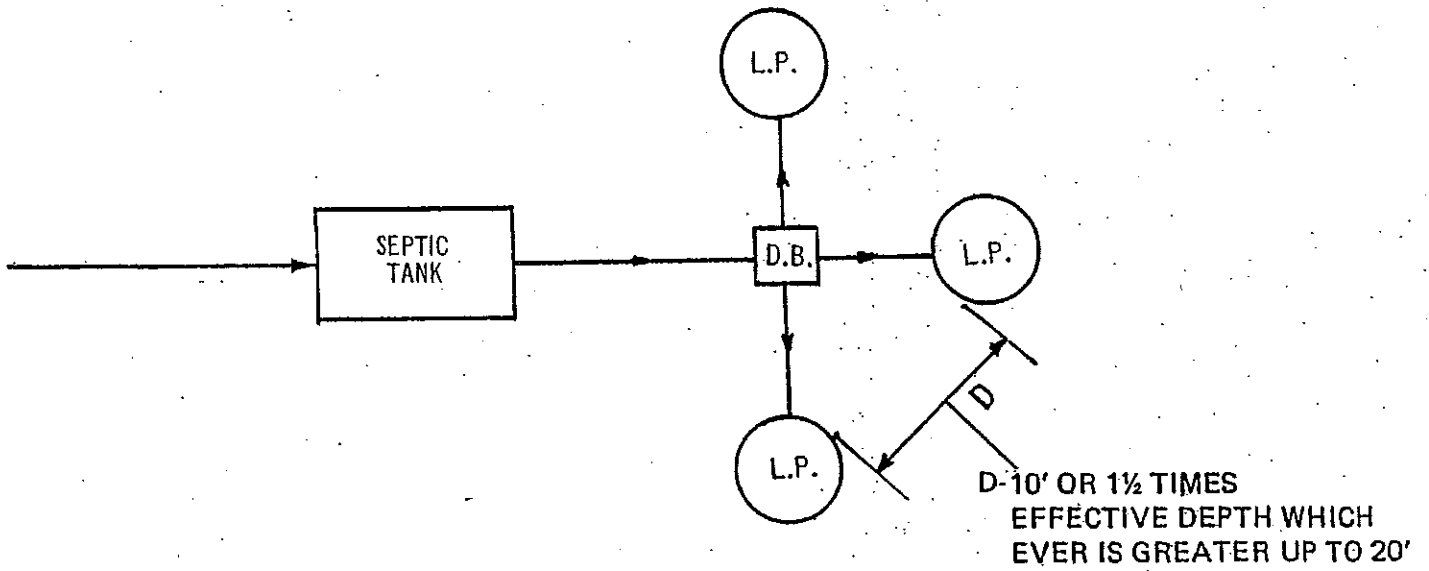 L.P.
SEPTIC
TANK
D.B.
L.P.
L.P.
D
D-10' OR 1½ TIMES
EFFECTIVE DEPTH WHICH
EVER IS GREATER UP TO 20'